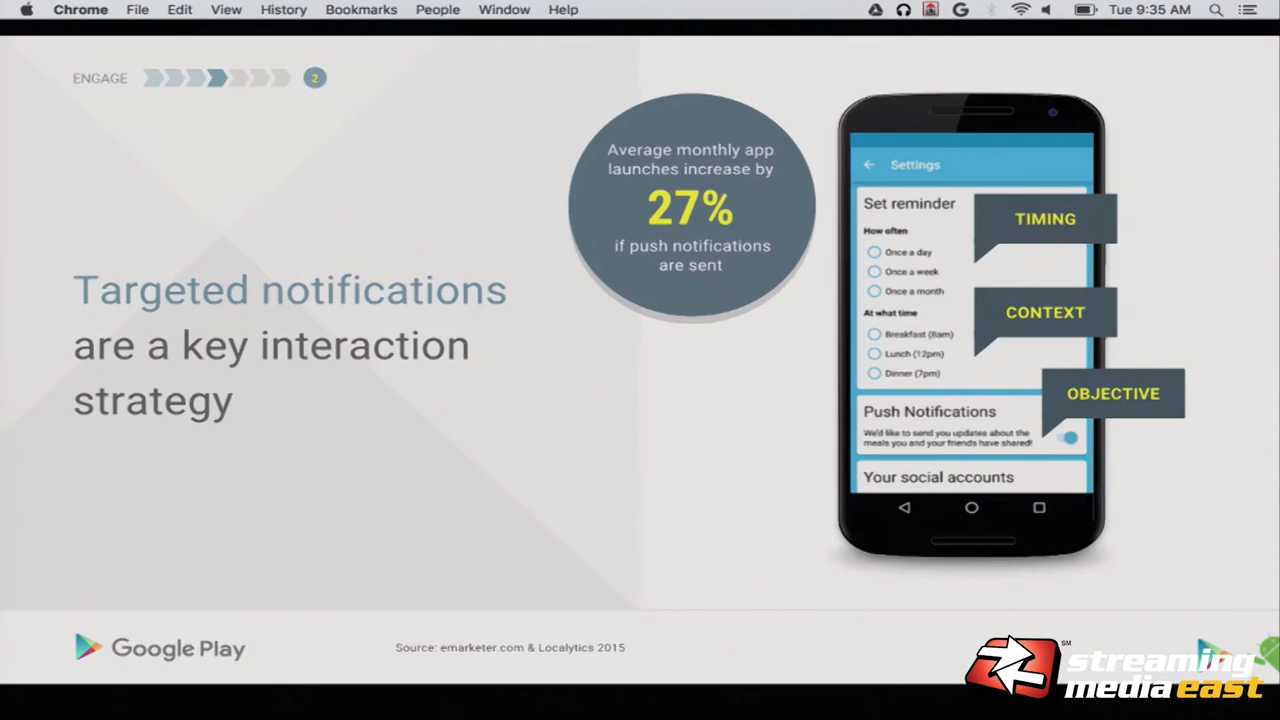 Chrome File Edit View History Bookmarks People Window Help Tue 9:35 AM
ENGAGE 2
Average monthly app
launches increase by
27%
if push notifications
are sent
Targeted notifications
are a key interaction
strategy
Settings
Set reminder
How often
Once a day
Once a week
Once a month
At what time
Breakfast (8am)
Lunch (12pm)
Dinner (7pm)
Push Notifications
We'd like to send you updates about the
meals you and your friends have shared!
Your social accounts
TIMING
CONTEXT
OBJECTIVE
Google Play
Source: emarketer.com & Localytics 2015
streaming
media east
SM